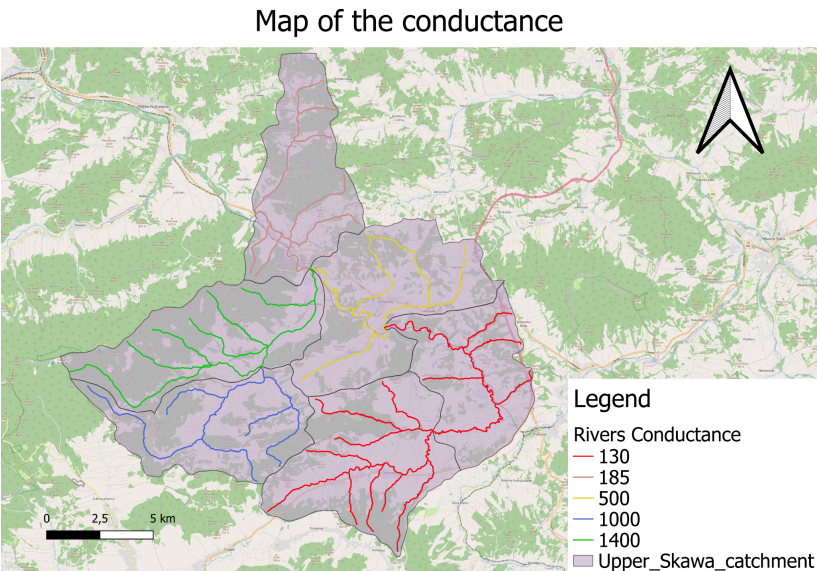 Map of the conductance
0 2,5 5 km
Legend
Rivers Conductance
130
185
500
1000
1400
Upper_Skawa_catchment